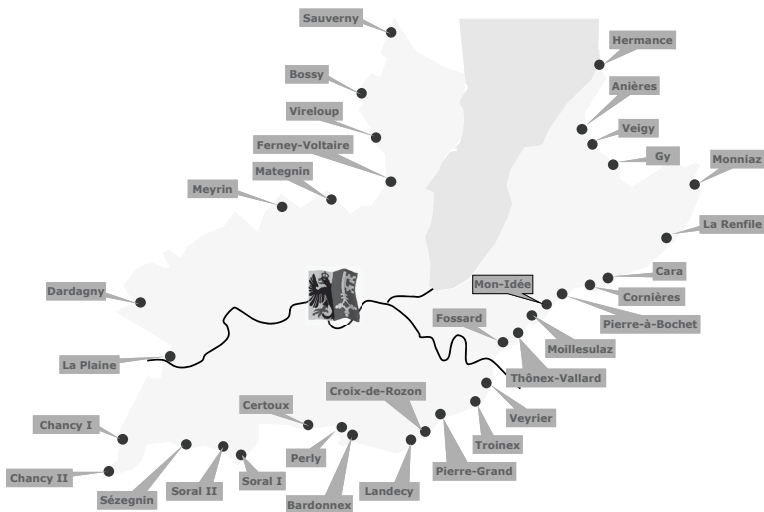 Sauverny
Hermance
Bossy
Anières
Vireloup
Veigy
Ferney-Voltaire
Gy
Monniaz
Mategnin
Meyrin
La Renfile
Cara
Mon-Idée
Dardagny
Cornières
Fossard
Pierre-à-Bochet
Moillesulaz
La Plaine
Thônex-Vallard
Croix-de-Rozon
Certoux
Veyrier
Chancy I
Troinex
Perly
Pierre-Grand
Chancy II
Soral I
Soral II
Landecy
Sézegnin
Bardonnex